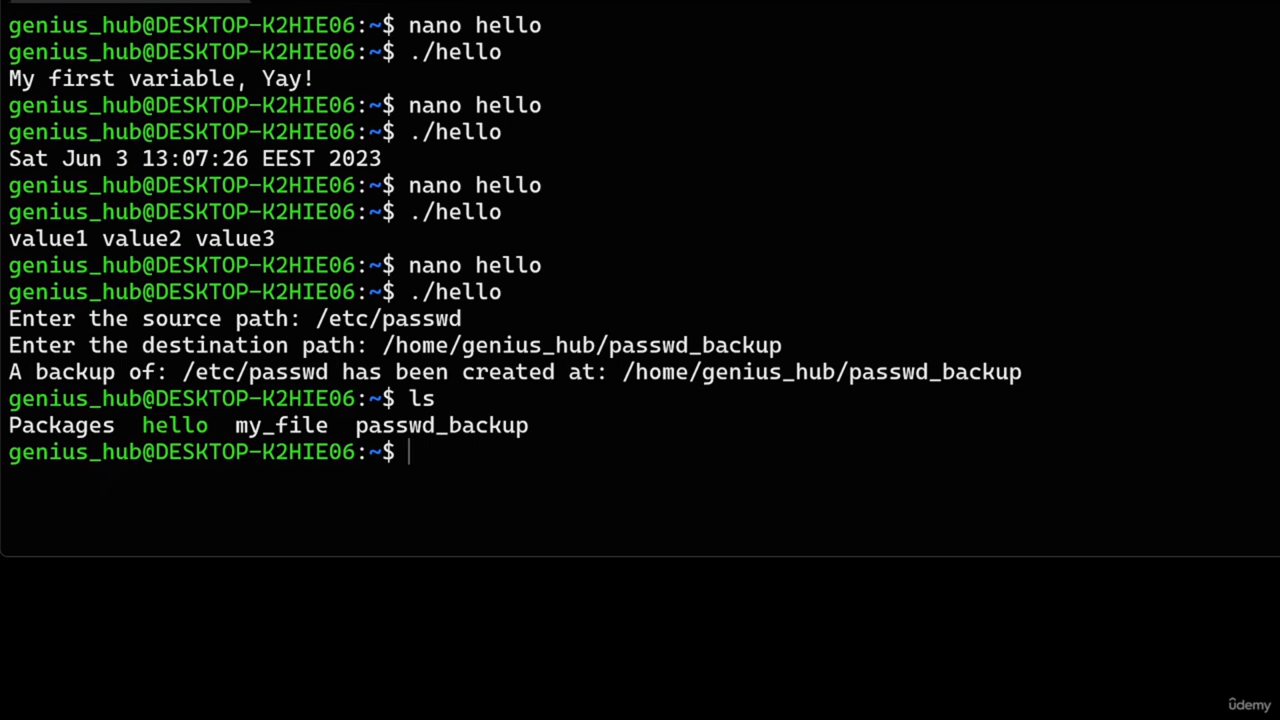 genius_hub@DESKTOP-K2HIE06:~$ nano hello
genius_hub@DESKTOP-K2HIE06:~$ ./hello
My first variable, Yay!
genius_hub@DESKTOP-K2HIE06:~$ nano hello
genius_hub@DESKTOP-K2HIE06:~$ ./hello
Sat Jun 3 13:07:26 EEST 2023
genius_hub@DESKTOP-K2HIE06:~$ nano hello
genius_hub@DESKTOP-K2HIE06:~$ ./hello
value1 value2 value3
genius_hub@DESKTOP-K2HIE06:~$ nano hello
genius_hub@DESKTOP-K2HIE06:~$ ./hello
Enter the source path: /etc/passwd
Enter the destination path: /home/genius_hub/passwd_backup
A backup of: /etc/passwd has been created at: /home/genius_hub/passwd_backup
genius_hub@DESKTOP-K2HIE06:~$ ls
Packages  hello  my_file  passwd_backup
genius_hub@DESKTOP-K2HIE06:~$
ûdemy